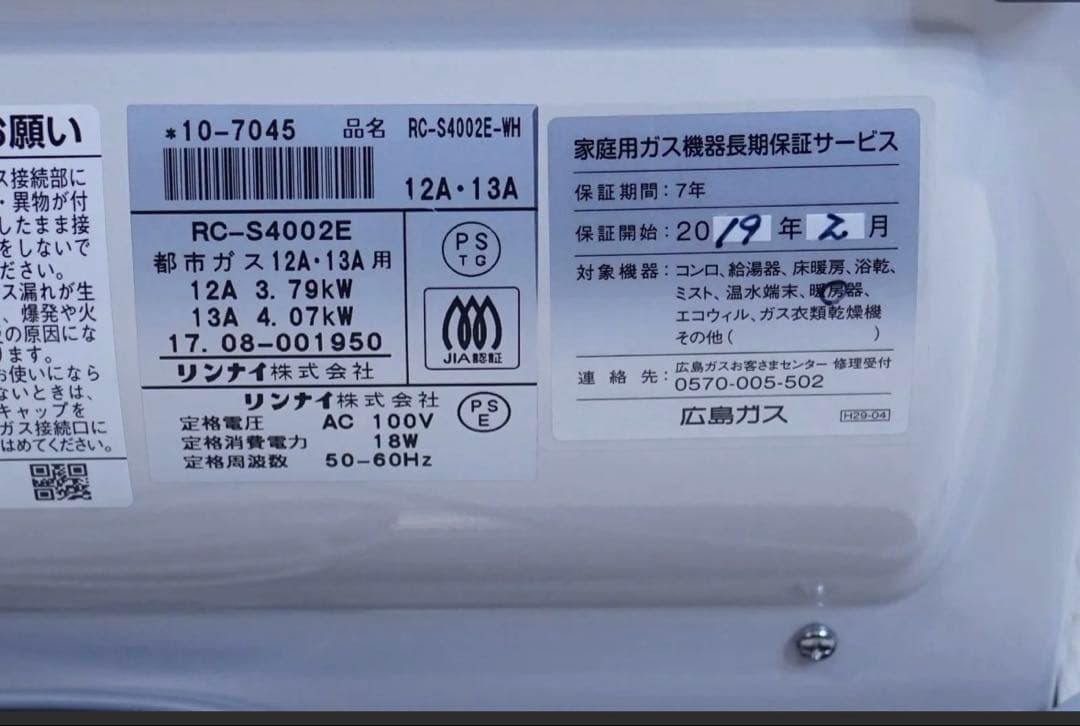 お願い
ス接続部に
・異物が付
したまま接
をしないで
ださい。
ス漏れが生
、爆発や火
の原因にな
ります。
お使いになら
ないときは、
キャップを
ガス接続口に
はめてください。
*10-7045 品名 RC-S4002E-WH
12A・13A
RC-S4002E
都市ガス12A・13A用
12A 3.79kW
13A 4.07kW
17.08-001950
リンナイ株式会社
PS
TG
JIA認証
リンナイ株式会社
定格電圧 AC 100V
定格消費電力 18W
定格周波数 50-60Hz
PS
E
家庭用ガス機器長期保証サービス
保証期間：7年
保証開始：2019年2月
対象機器：コンロ、給湯器、床暖房、浴乾、
ミスト、温水端末、暖房器、
エコウィル、ガス衣類乾燥機
その他（ ）
連絡先：広島ガスお客さまセンター 修理受付
0570-005-502
広島ガス
H29-04